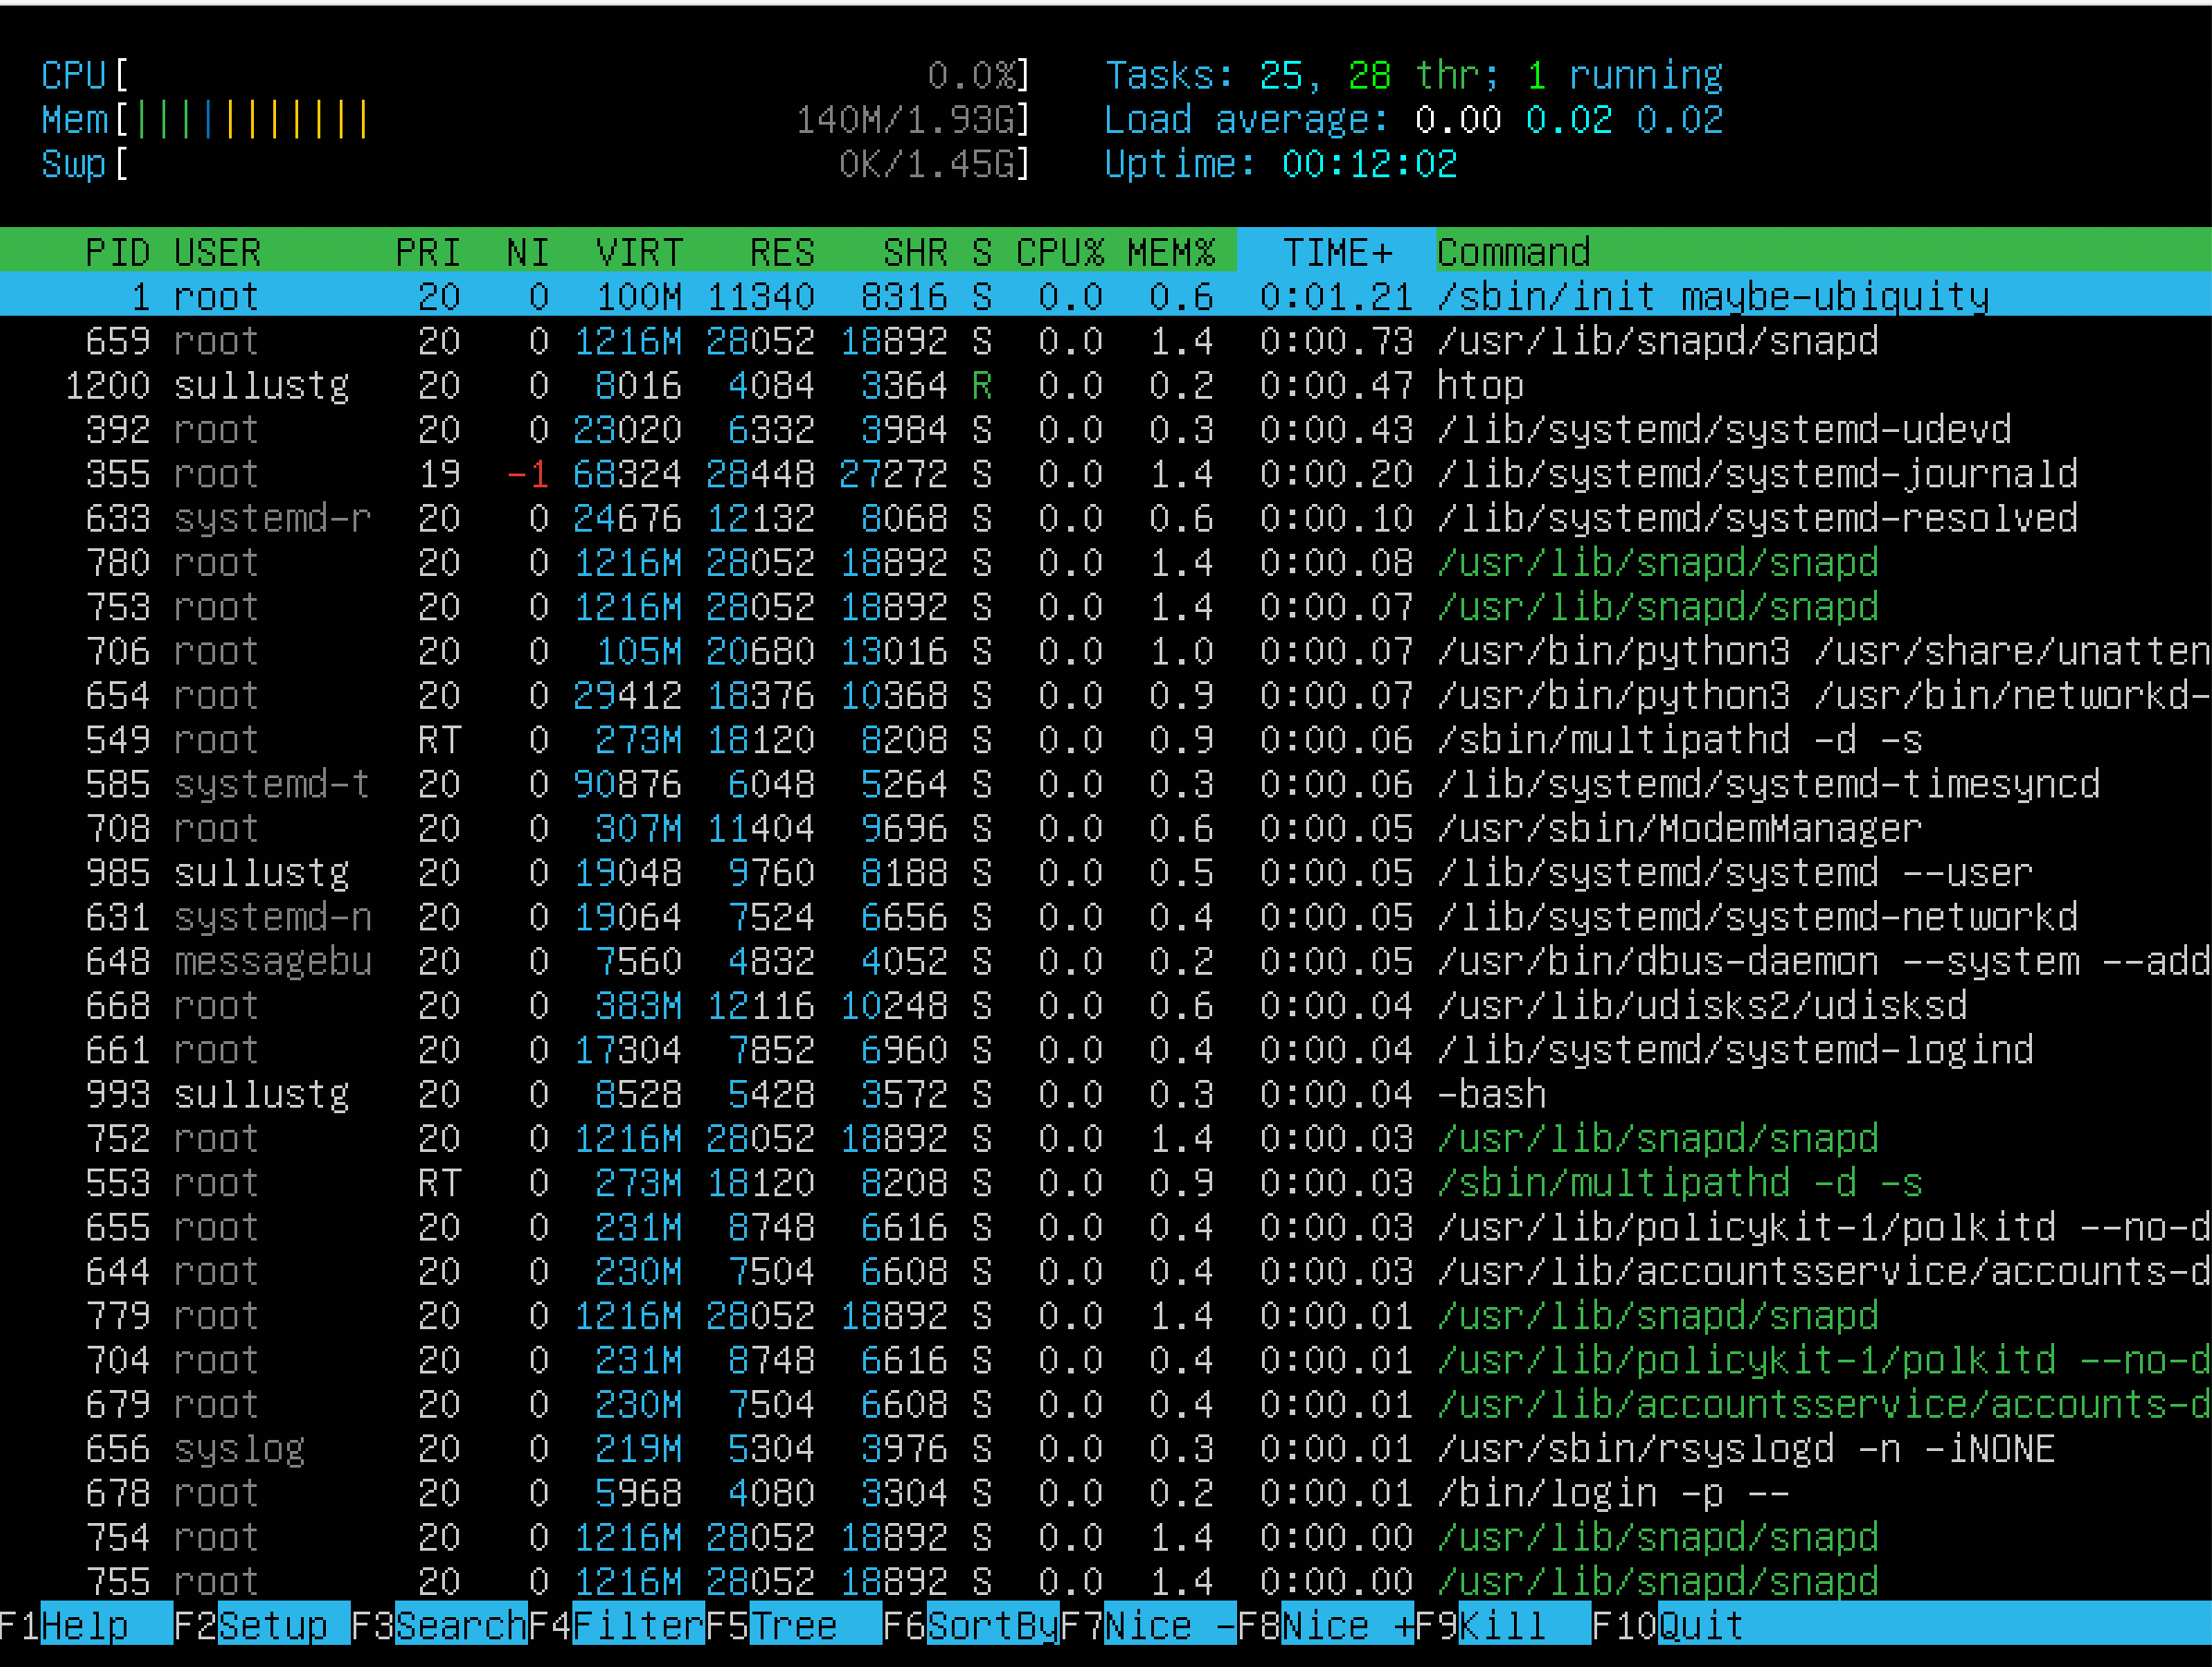 CPU[ 0.0%] Tasks: 25, 28 thr; 1 running
Mem[||||||||||| 140M/1.93G] Load average: 0.00 0.02 0.02
Swp[ 0K/1.45G] Uptime: 00:12:02
PID USER PRI NI VIRT RES SHR S CPU% MEM% TIME+ Command
1 root 20 0 100M 11340 8316 S 0.0 0.6 0:01.21 /sbin/init maybe-ubiquity
659 root 20 0 1216M 28052 18892 S 0.0 1.4 0:00.73 /usr/lib/snapd/snapd
1200 sullustg 20 0 8016 4084 3364 R 0.0 0.2 0:00.47 htop
392 root 20 0 23020 6332 3984 S 0.0 0.3 0:00.43 /lib/systemd/systemd-udevd
355 root 19 -1 68324 28448 27272 S 0.0 1.4 0:00.20 /lib/systemd/systemd-journald
633 systemd-r 20 0 24676 12132 8068 S 0.0 0.6 0:00.10 /lib/systemd/systemd-resolved
780 root 20 0 1216M 28052 18892 S 0.0 1.4 0:00.08 /usr/lib/snapd/snapd
753 root 20 0 1216M 28052 18892 S 0.0 1.4 0:00.07 /usr/lib/snapd/snapd
706 root 20 0 105M 20680 13016 S 0.0 1.0 0:00.07 /usr/bin/python3 /usr/share/unatten
654 root 20 0 29412 18376 10368 S 0.0 0.9 0:00.07 /usr/bin/python3 /usr/bin/networkd-
549 root RT 0 273M 18120 8208 S 0.0 0.9 0:00.06 /sbin/multipathd -d -s
585 systemd-t 20 0 90876 6048 5264 S 0.0 0.3 0:00.06 /lib/systemd/systemd-timesyncd
708 root 20 0 307M 11404 9696 S 0.0 0.6 0:00.05 /usr/sbin/ModemManager
985 sullustg 20 0 19048 9760 8188 S 0.0 0.5 0:00.05 /lib/systemd/systemd --user
631 systemd-n 20 0 19064 7524 6656 S 0.0 0.4 0:00.05 /lib/systemd/systemd-networkd
648 messagebu 20 0 7560 4832 4052 S 0.0 0.2 0:00.05 /usr/bin/dbus-daemon --system --add
668 root 20 0 383M 12116 10248 S 0.0 0.6 0:00.04 /usr/lib/udisks2/udisksd
661 root 20 0 17304 7852 6960 S 0.0 0.4 0:00.04 /lib/systemd/systemd-logind
993 sullustg 20 0 8528 5428 3572 S 0.0 0.3 0:00.04 -bash
752 root 20 0 1216M 28052 18892 S 0.0 1.4 0:00.03 /usr/lib/snapd/snapd
553 root RT 0 273M 18120 8208 S 0.0 0.9 0:00.03 /sbin/multipathd -d -s
655 root 20 0 231M 8748 6616 S 0.0 0.4 0:00.03 /usr/lib/policykit-1/polkitd --no-d
644 root 20 0 230M 7504 6608 S 0.0 0.4 0:00.03 /usr/lib/accountsservice/accounts-d
779 root 20 0 1216M 28052 18892 S 0.0 1.4 0:00.01 /usr/lib/snapd/snapd
704 root 20 0 231M 8748 6616 S 0.0 0.4 0:00.01 /usr/lib/policykit-1/polkitd --no-d
679 root 20 0 230M 7504 6608 S 0.0 0.4 0:00.01 /usr/lib/accountsservice/accounts-d
656 syslog 20 0 219M 5304 3976 S 0.0 0.3 0:00.01 /usr/sbin/rsyslogd -n -iNONE
678 root 20 0 5968 4080 3304 S 0.0 0.2 0:00.01 /bin/login -p --
754 root 20 0 1216M 28052 18892 S 0.0 1.4 0:00.00 /usr/lib/snapd/snapd
755 root 20 0 1216M 28052 18892 S 0.0 1.4 0:00.00 /usr/lib/snapd/snapd
F1Help F2Setup F3SearchF4FilterF5Tree F6SortByF7Nice -F8Nice +F9Kill F10Quit